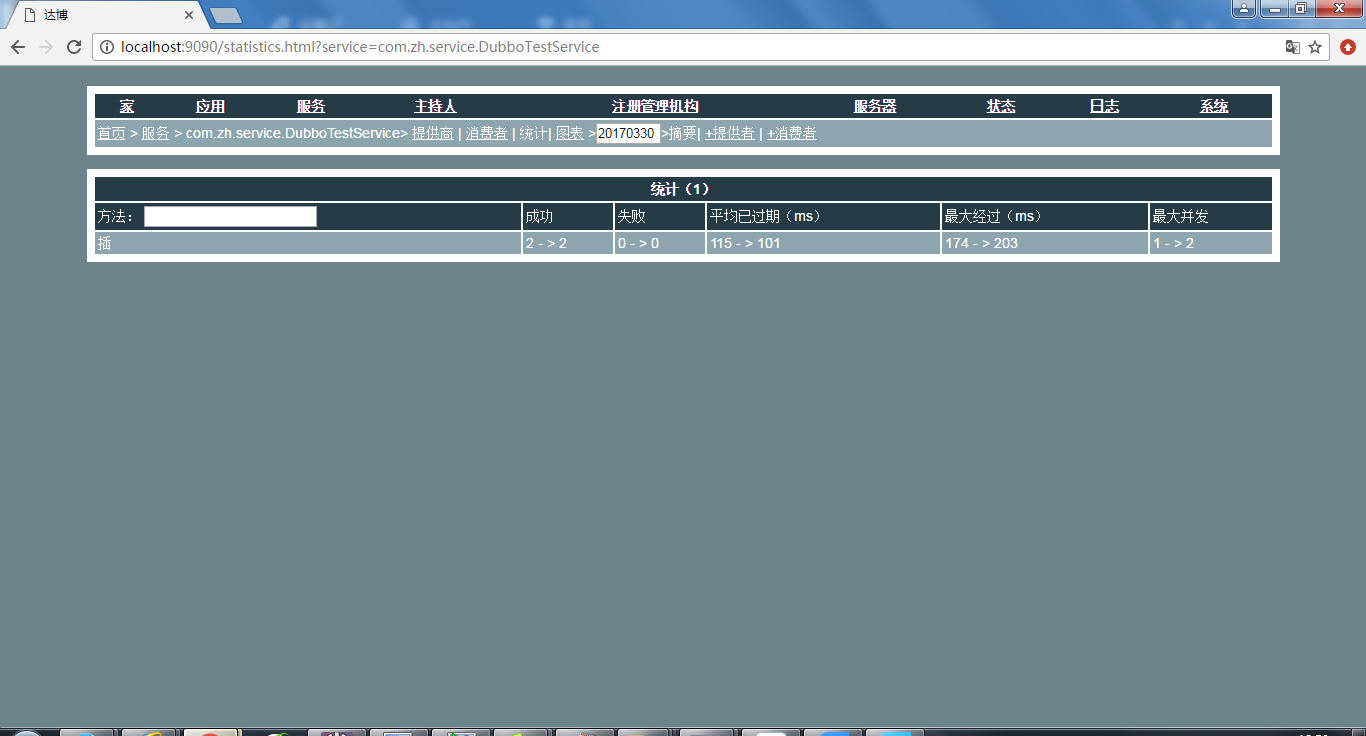 达博
localhost:9090/statistics.html?service=com.zh.service.DubboTestService
家 应用 服务 主持人 注册管理机构 服务器 状态 日志 系统
首页 > 服务 > com.zh.service.DubboTestService> 提供商 | 消费者 | 统计| 图表 >20170330 >摘要| +提供者 | +消费者
统计（1）
方法： 成功 失败 平均已过期（ms） 最大经过（ms） 最大并发
插 2 - > 2 0 - > 0 115 - > 101 174 - > 203 1 - > 2